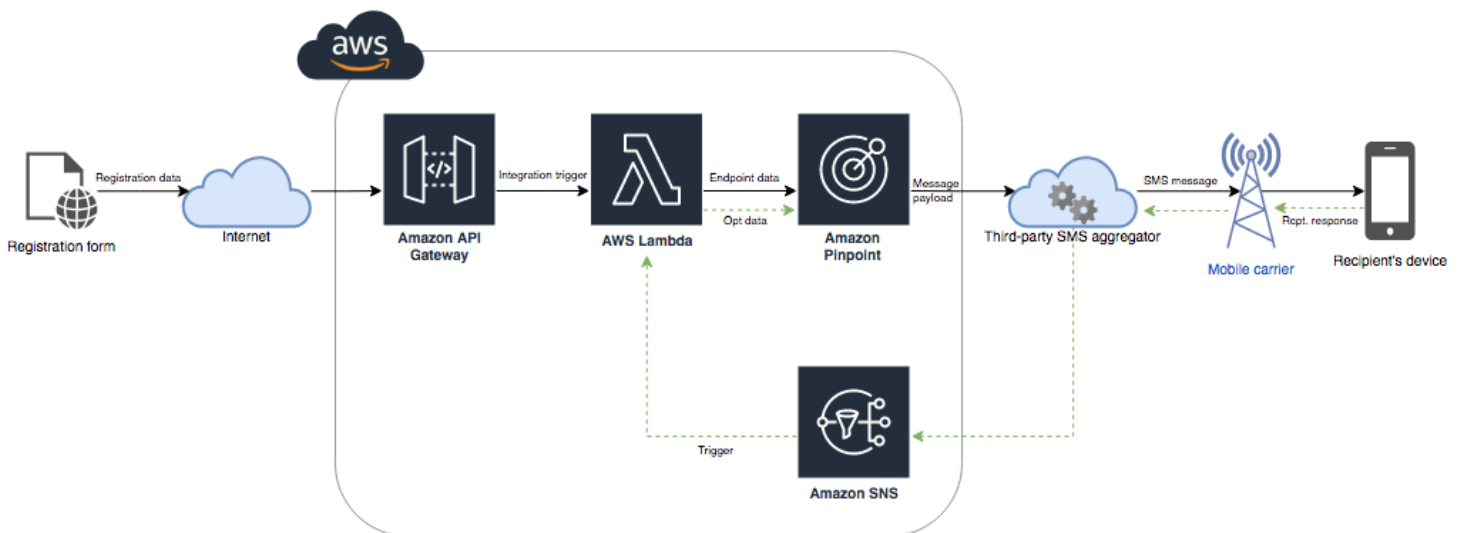 aws
Registration data
Registration form
Internet
Amazon API
Gateway
Integration trigger
AWS Lambda
Endpoint data
Opt data
Amazon
Pinpoint
Message
payload
Third-party SMS aggregator
SMS message
Mobile carrier
Rcpt. response
Recipient's device
Trigger
Amazon SNS